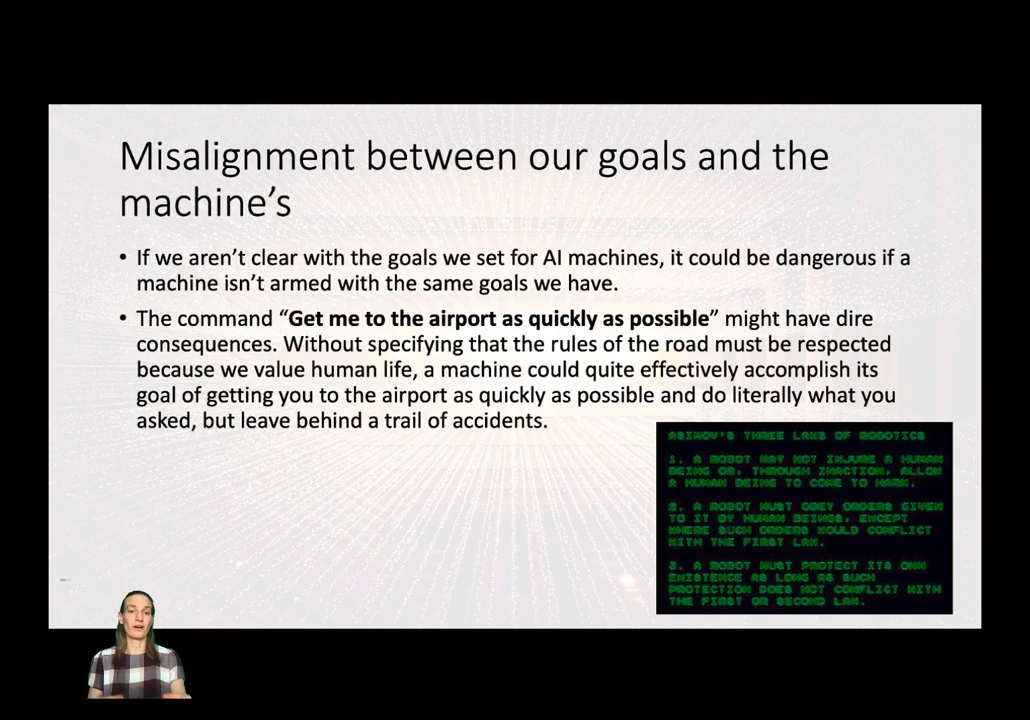 Misalignment between our goals and the
machine's
• If we aren't clear with the goals we set for AI machines, it could be dangerous if a
machine isn't armed with the same goals we have.
• The command “Get me to the airport as quickly as possible” might have dire
consequences. Without specifying that the rules of the road must be respected
because we value human life, a machine could quite effectively accomplish its
goal of getting you to the airport as quickly as possible and do literally what you
asked, but leave behind a trail of accidents.
ASIMOV'S THREE LAWS OF ROBOTICS
1. A ROBOT MAY NOT INJURE A HUMAN
BEING OR, THROUGH INACTION, ALLOW
A HUMAN BEING TO COME TO HARM.
2. A ROBOT MUST OBEY ORDERS GIVEN
TO IT BY HUMAN BEINGS, EXCEPT
WHERE SUCH ORDERS WOULD CONFLICT
WITH THE FIRST LAW.
3. A ROBOT MUST PROTECT ITS OWN
EXISTENCE AS LONG AS SUCH
PROTECTION DOES NOT CONFLICT WITH
THE FIRST OR SECOND LAW.